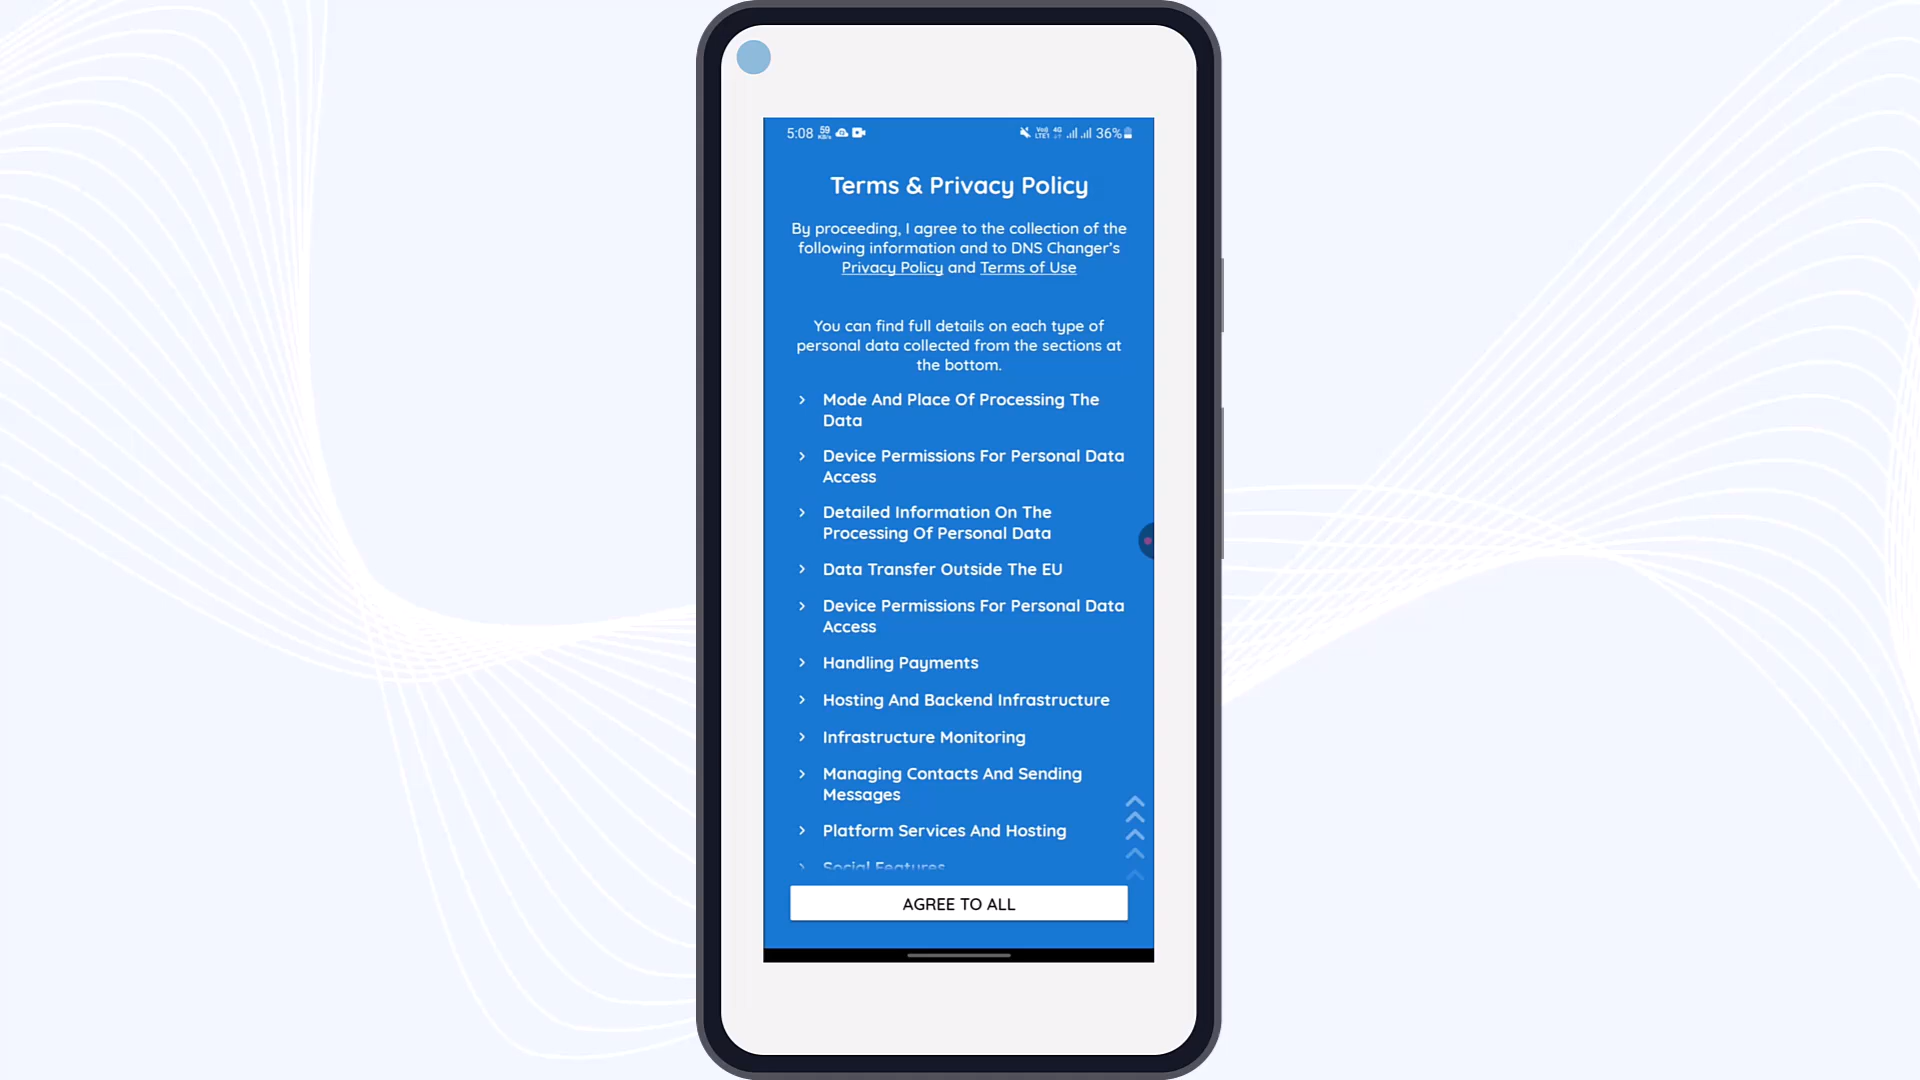 5:08 59 KB/s VoB LTE1 4G 36%
Terms & Privacy Policy
By proceeding, I agree to the collection of the
following information and to DNS Changer's
Privacy Policy and Terms of Use
You can find full details on each type of
personal data collected from the sections at
the bottom.
Mode And Place Of Processing The
Data
Device Permissions For Personal Data
Access
Detailed Information On The
Processing Of Personal Data
Data Transfer Outside The EU
Device Permissions For Personal Data
Access
Handling Payments
Hosting And Backend Infrastructure
Infrastructure Monitoring
Managing Contacts And Sending
Messages
Platform Services And Hosting
Social Features
AGREE TO ALL